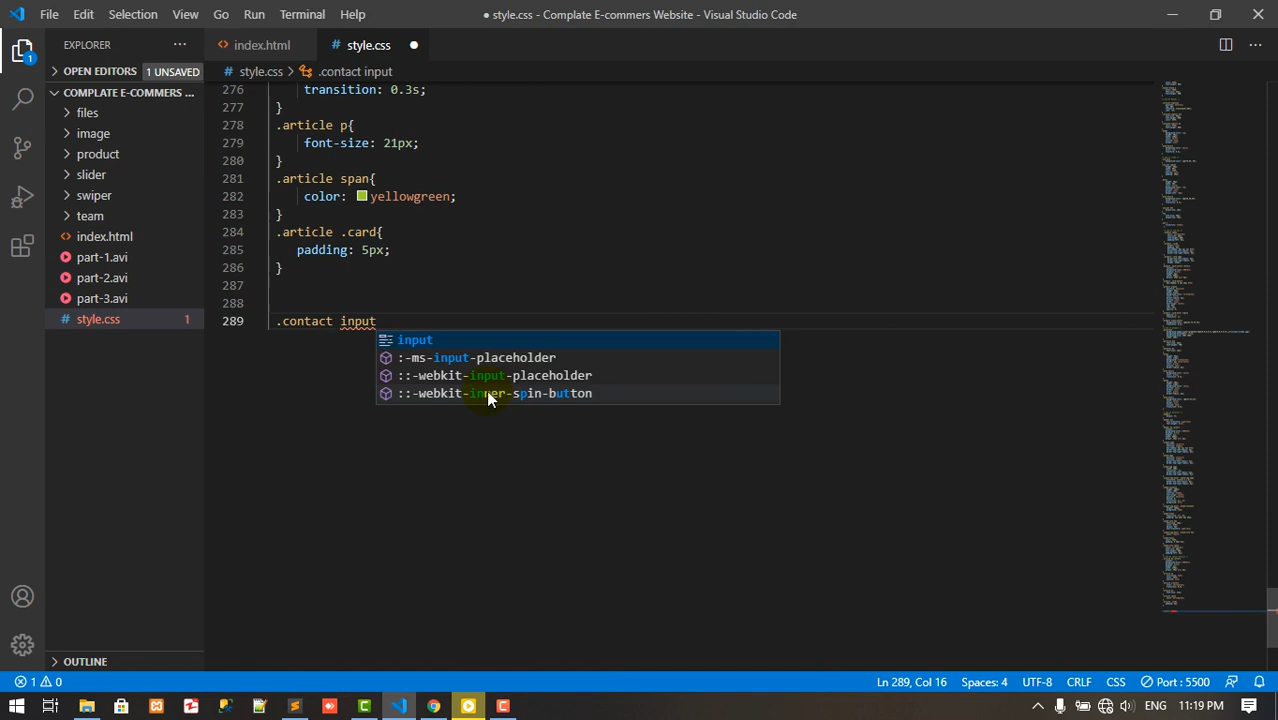 File Edit Selection View Go Run Terminal Help
● style.css - Complate E-commers Website - Visual Studio Code
EXPLORER
index.html
# style.css
OPEN EDITORS 1 UNSAVED
# style.css > .contact input
1
COMPLATE E-COMMERS ...
files
image
product
slider
swiper
team
index.html
part-1.avi
part-2.avi
part-3.avi
# style.css 1
276 transition: 0.3s;
277 }
278 .article p{
279 font-size: 21px;
280 }
281 .article span{
282 color: yellowgreen;
283 }
284 .article .card{
285 padding: 5px;
286 }
287
288
289 .contact input
input
:-ms-input-placeholder
::-webkit-input-placeholder
::-webkit-inner-spin-button
OUTLINE
1 0
Ln 289, Col 16 Spaces: 4 UTF-8 CRLF CSS Port : 5500
11:19 PM